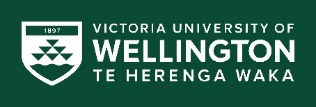 1897
VICTORIA UNIVERSITY OF
WELLINGTON
TE HERENGA WAKA